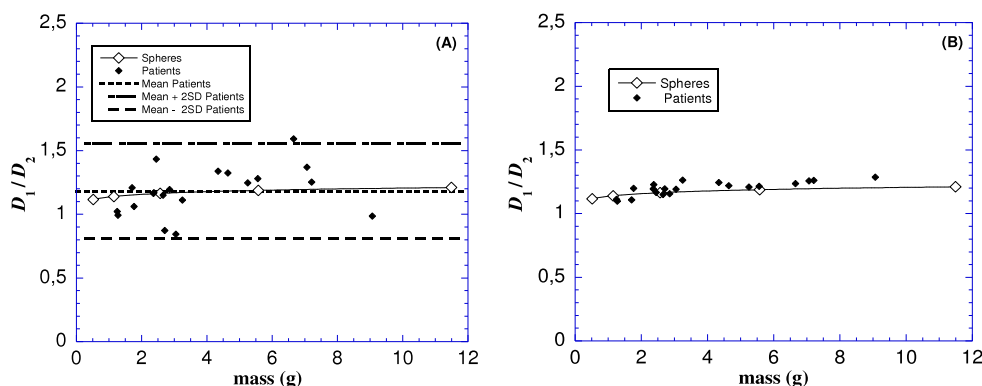 2,5
2
1,5
1
0,5
0
D1 / D2
(A)
Spheres
Patients
Mean Patients
Mean + 2SD Patients
Mean - 2SD Patients
0 2 4 6 8 10 12
mass (g)
2,5
2
1,5
1
0,5
0
D1 / D2
(B)
Spheres
Patients
0 2 4 6 8 10 12
mass (g)